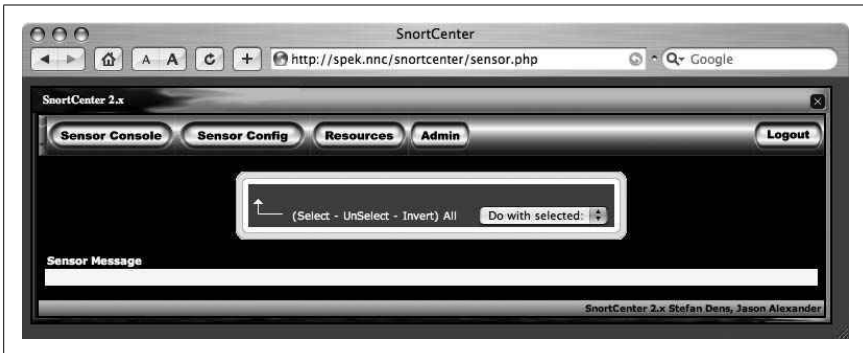 SnortCenter
A A
http://spek.nnc/snortcenter/sensor.php
Google
SnortCenter 2.x
Sensor Console
Sensor Config
Resources
Admin
Logout
(Select - UnSelect - Invert) All
Do with selected:
Sensor Message
SnortCenter 2.x Stefan Dens, Jason Alexander